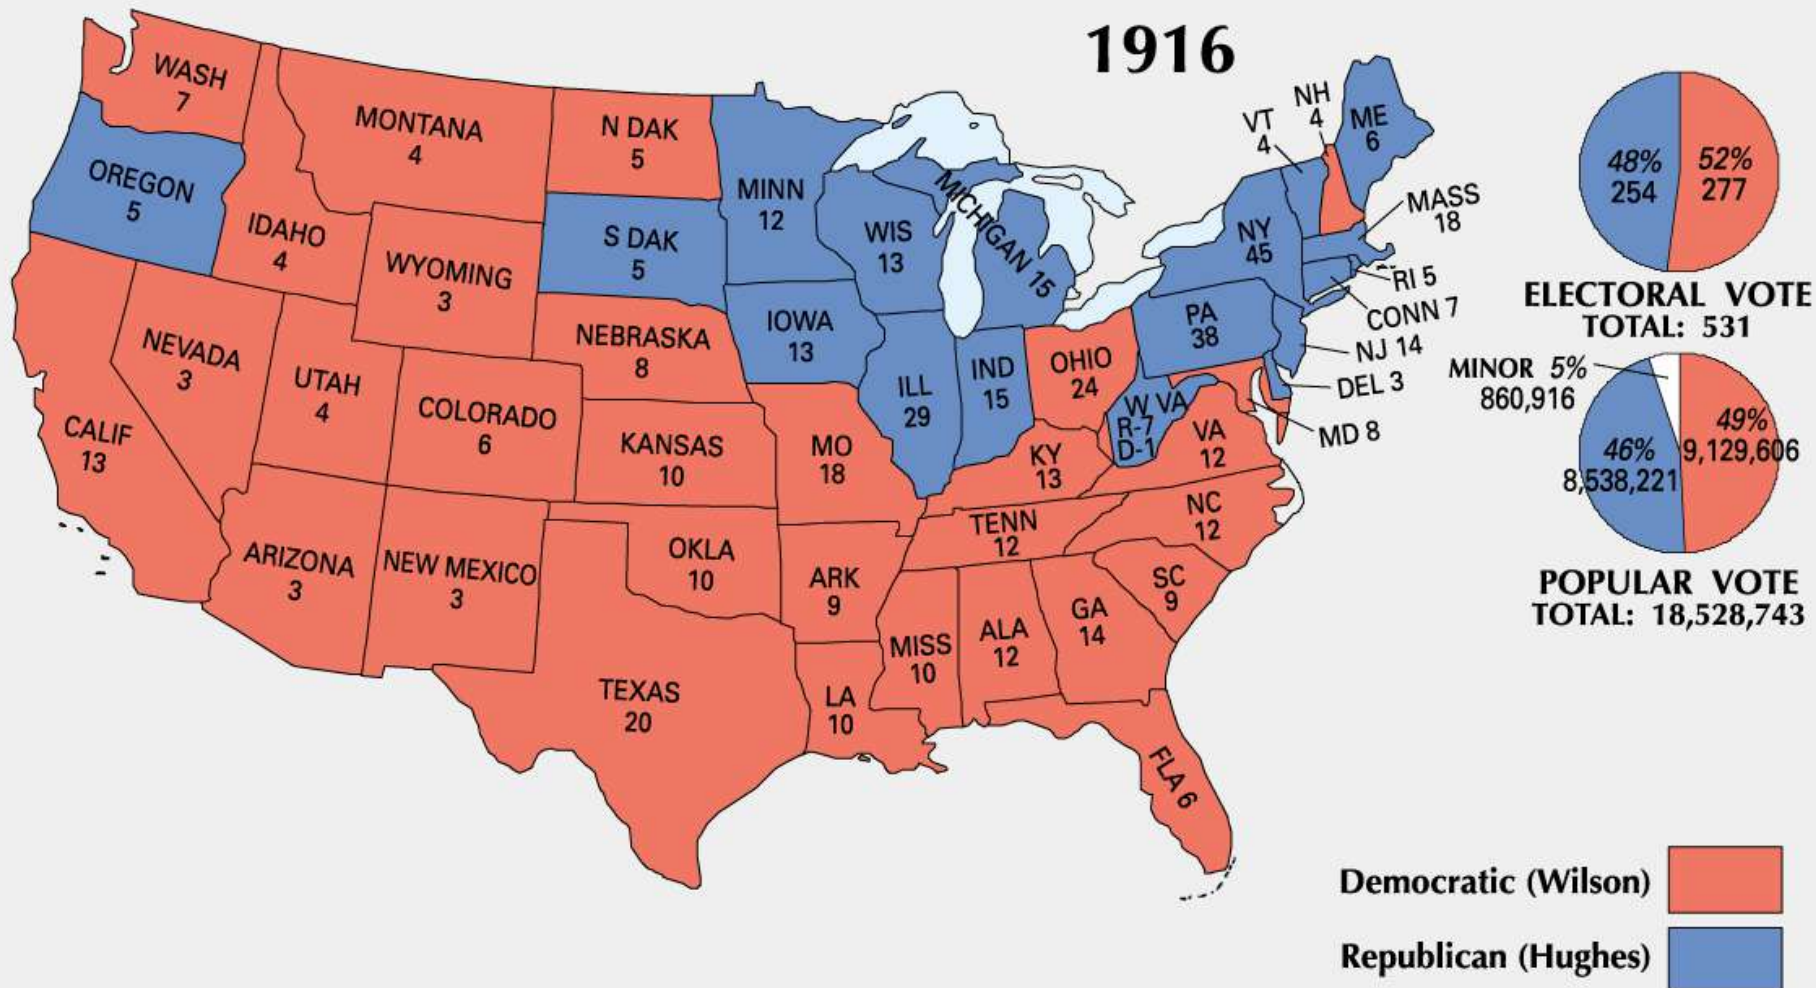 1916
WASH
7
MONTANA
4
N DAK
5
MINN
12
VT
4
NH
4
ME
6
OREGON
5
IDAHO
4
WYOMING
3
S DAK
5
WIS
13
MICHIGAN 15
NY
45
MASS
18
RI 5
CONN 7
NJ 14
DEL 3
MD 8
NEVADA
3
UTAH
4
COLORADO
6
NEBRASKA
8
IOWA
13
ILL
29
IND
15
OHIO
24
PA
38
W VA
R-7
D-1
VA
12
CALIF
13
KANSAS
10
MO
18
KY
13
ARIZONA
3
NEW MEXICO
3
OKLA
10
ARK
9
TENN
12
NC
12
SC
9
TEXAS
20
LA
10
MISS
10
ALA
12
GA
14
FLA 6
48%
254
52%
277
ELECTORAL VOTE
TOTAL: 531
MINOR 5%
860,916
46%
8,538,221
49%
9,129,606
POPULAR VOTE
TOTAL: 18,528,743
Democratic (Wilson)
Republican (Hughes)